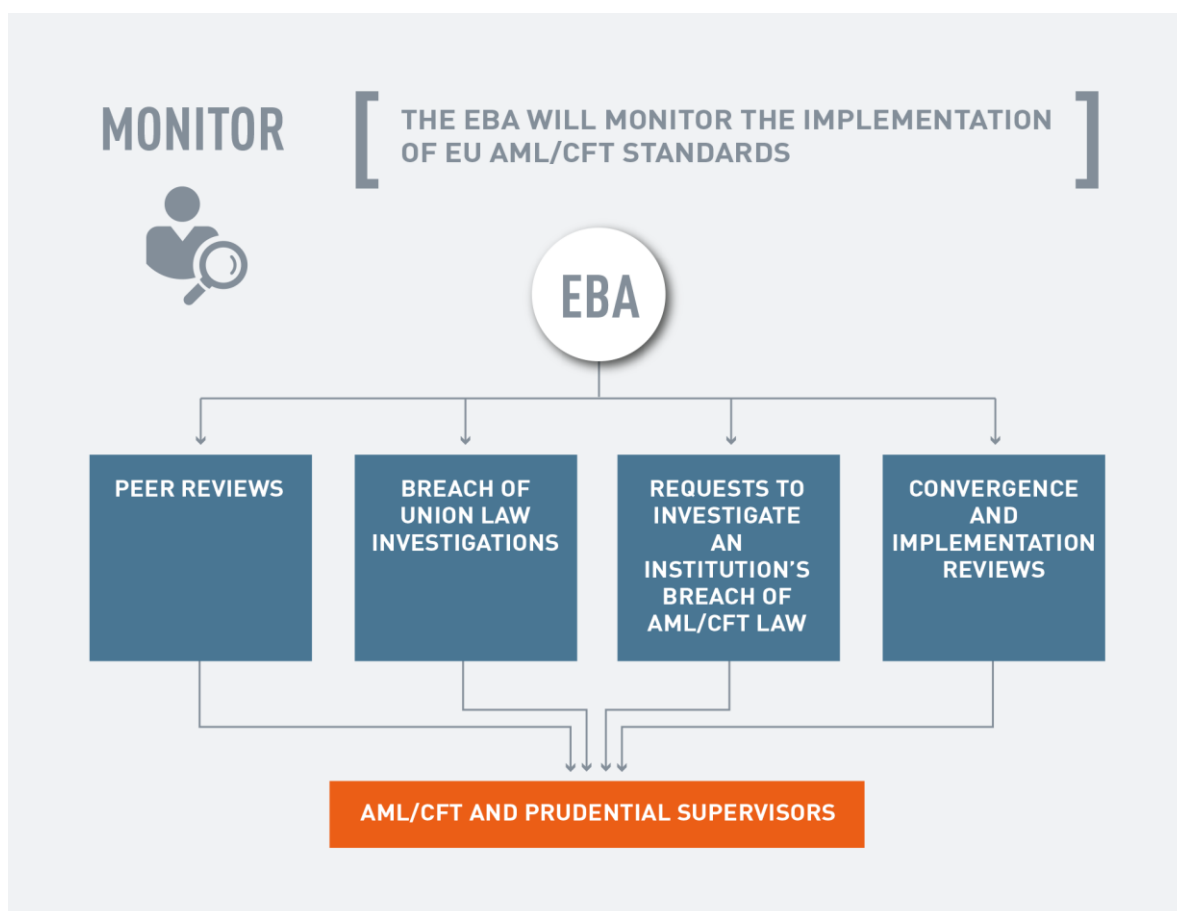 MONITOR
THE EBA WILL MONITOR THE IMPLEMENTATION
OF EU AML/CFT STANDARDS
EBA
PEER REVIEWS
BREACH OF
UNION LAW
INVESTIGATIONS
REQUESTS TO
INVESTIGATE
AN
INSTITUTION’S
BREACH OF
AML/CFT LAW
CONVERGENCE
AND
IMPLEMENTATION
REVIEWS
AML/CFT AND PRUDENTIAL SUPERVISORS